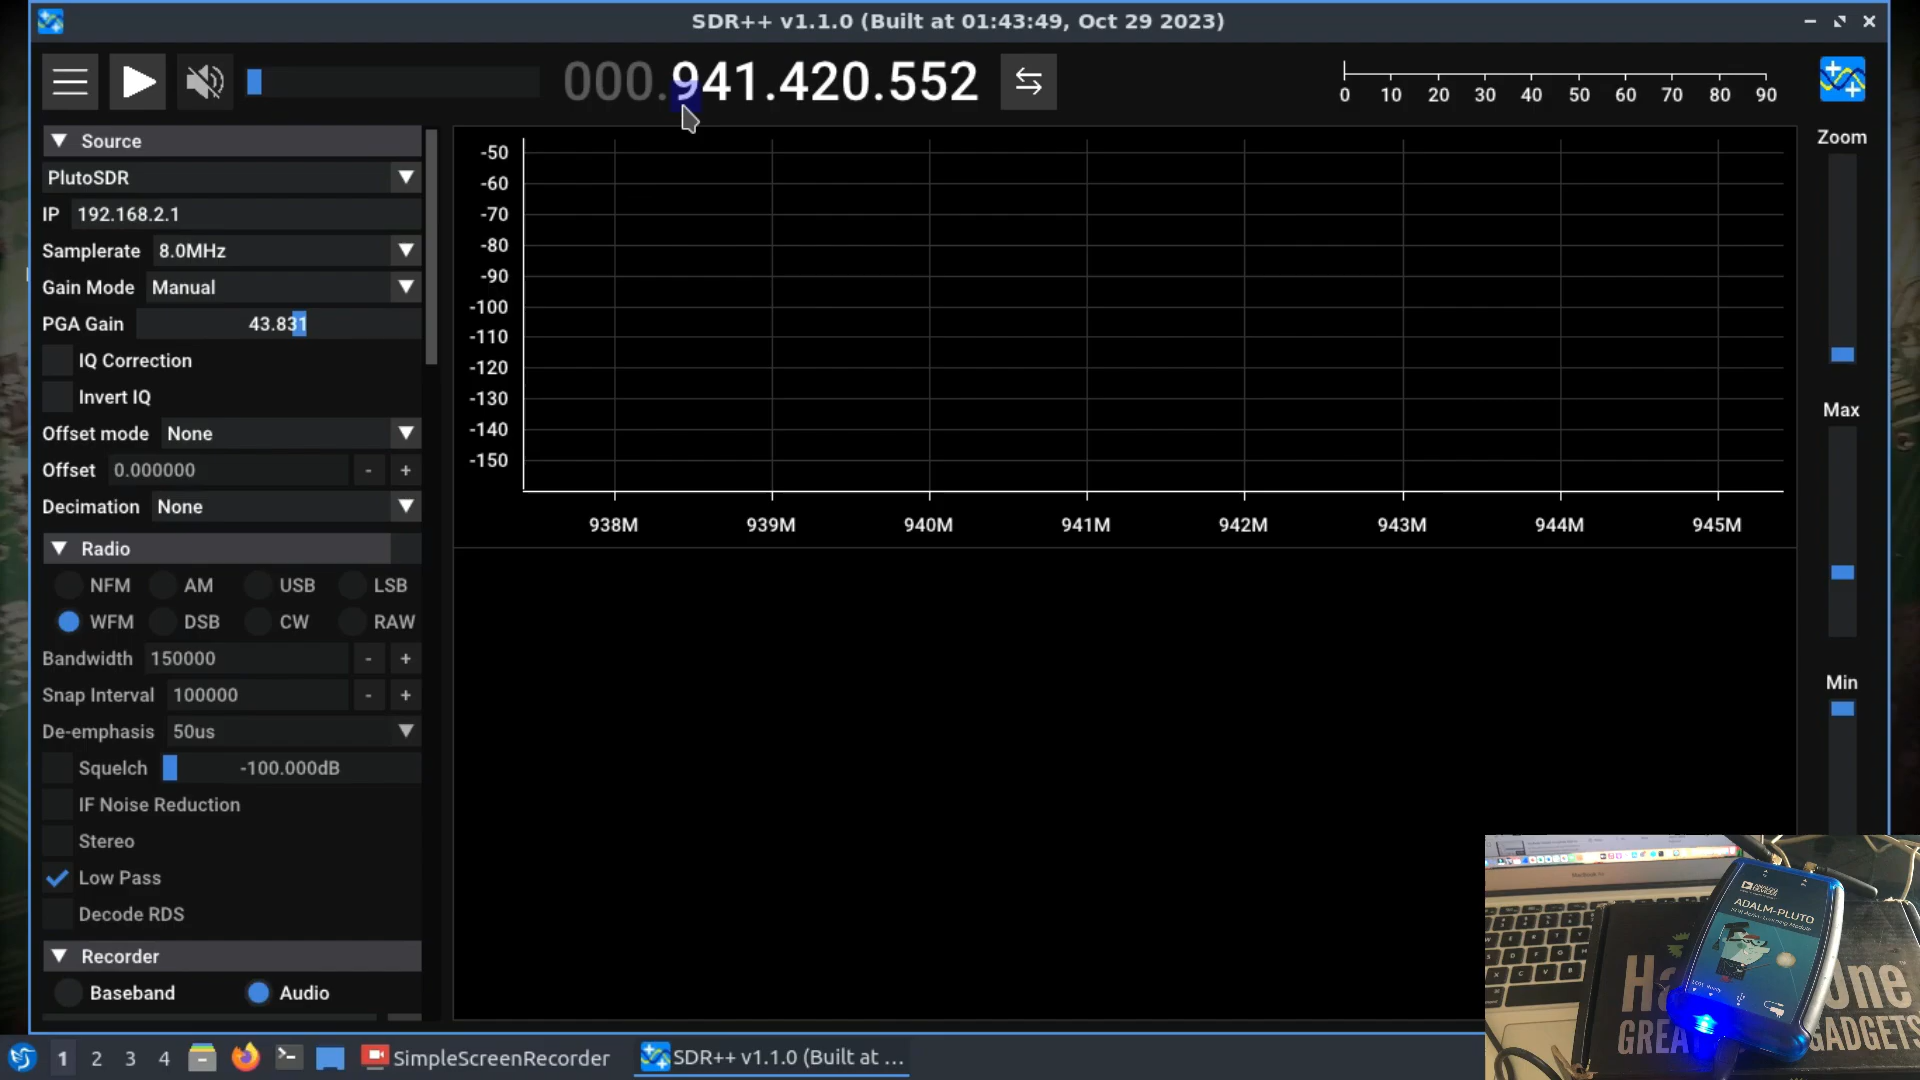 SDR++ v1.1.0 (Built at 01:43:49, Oct 29 2023)
000.941.420.552
0 10 20 30 40 50 60 70 80 90
Source
PlutoSDR
IP 192.168.2.1
Samplerate 8.0MHz
Gain Mode Manual
PGA Gain 43.831
IQ Correction
Invert IQ
Offset mode None
Offset 0.000000 - +
Decimation None
Radio
NFM AM USB LSB
WFM DSB CW RAW
Bandwidth 150000 - +
Snap Interval 100000 - +
De-emphasis 50us
Squelch -100.000dB
IF Noise Reduction
Stereo
Low Pass
Decode RDS
Recorder
Baseband Audio
-50
-60
-70
-80
-90
-100
-110
-120
-130
-140
-150
938M 939M 940M 941M 942M 943M 944M 945M
Zoom
Max
Min
ANALOG DEVICES
ADALM-PLUTO
GREA
GADGETS
1 2 3 4 SimpleScreenRecorder SDR++ v1.1.0 (Built at ...